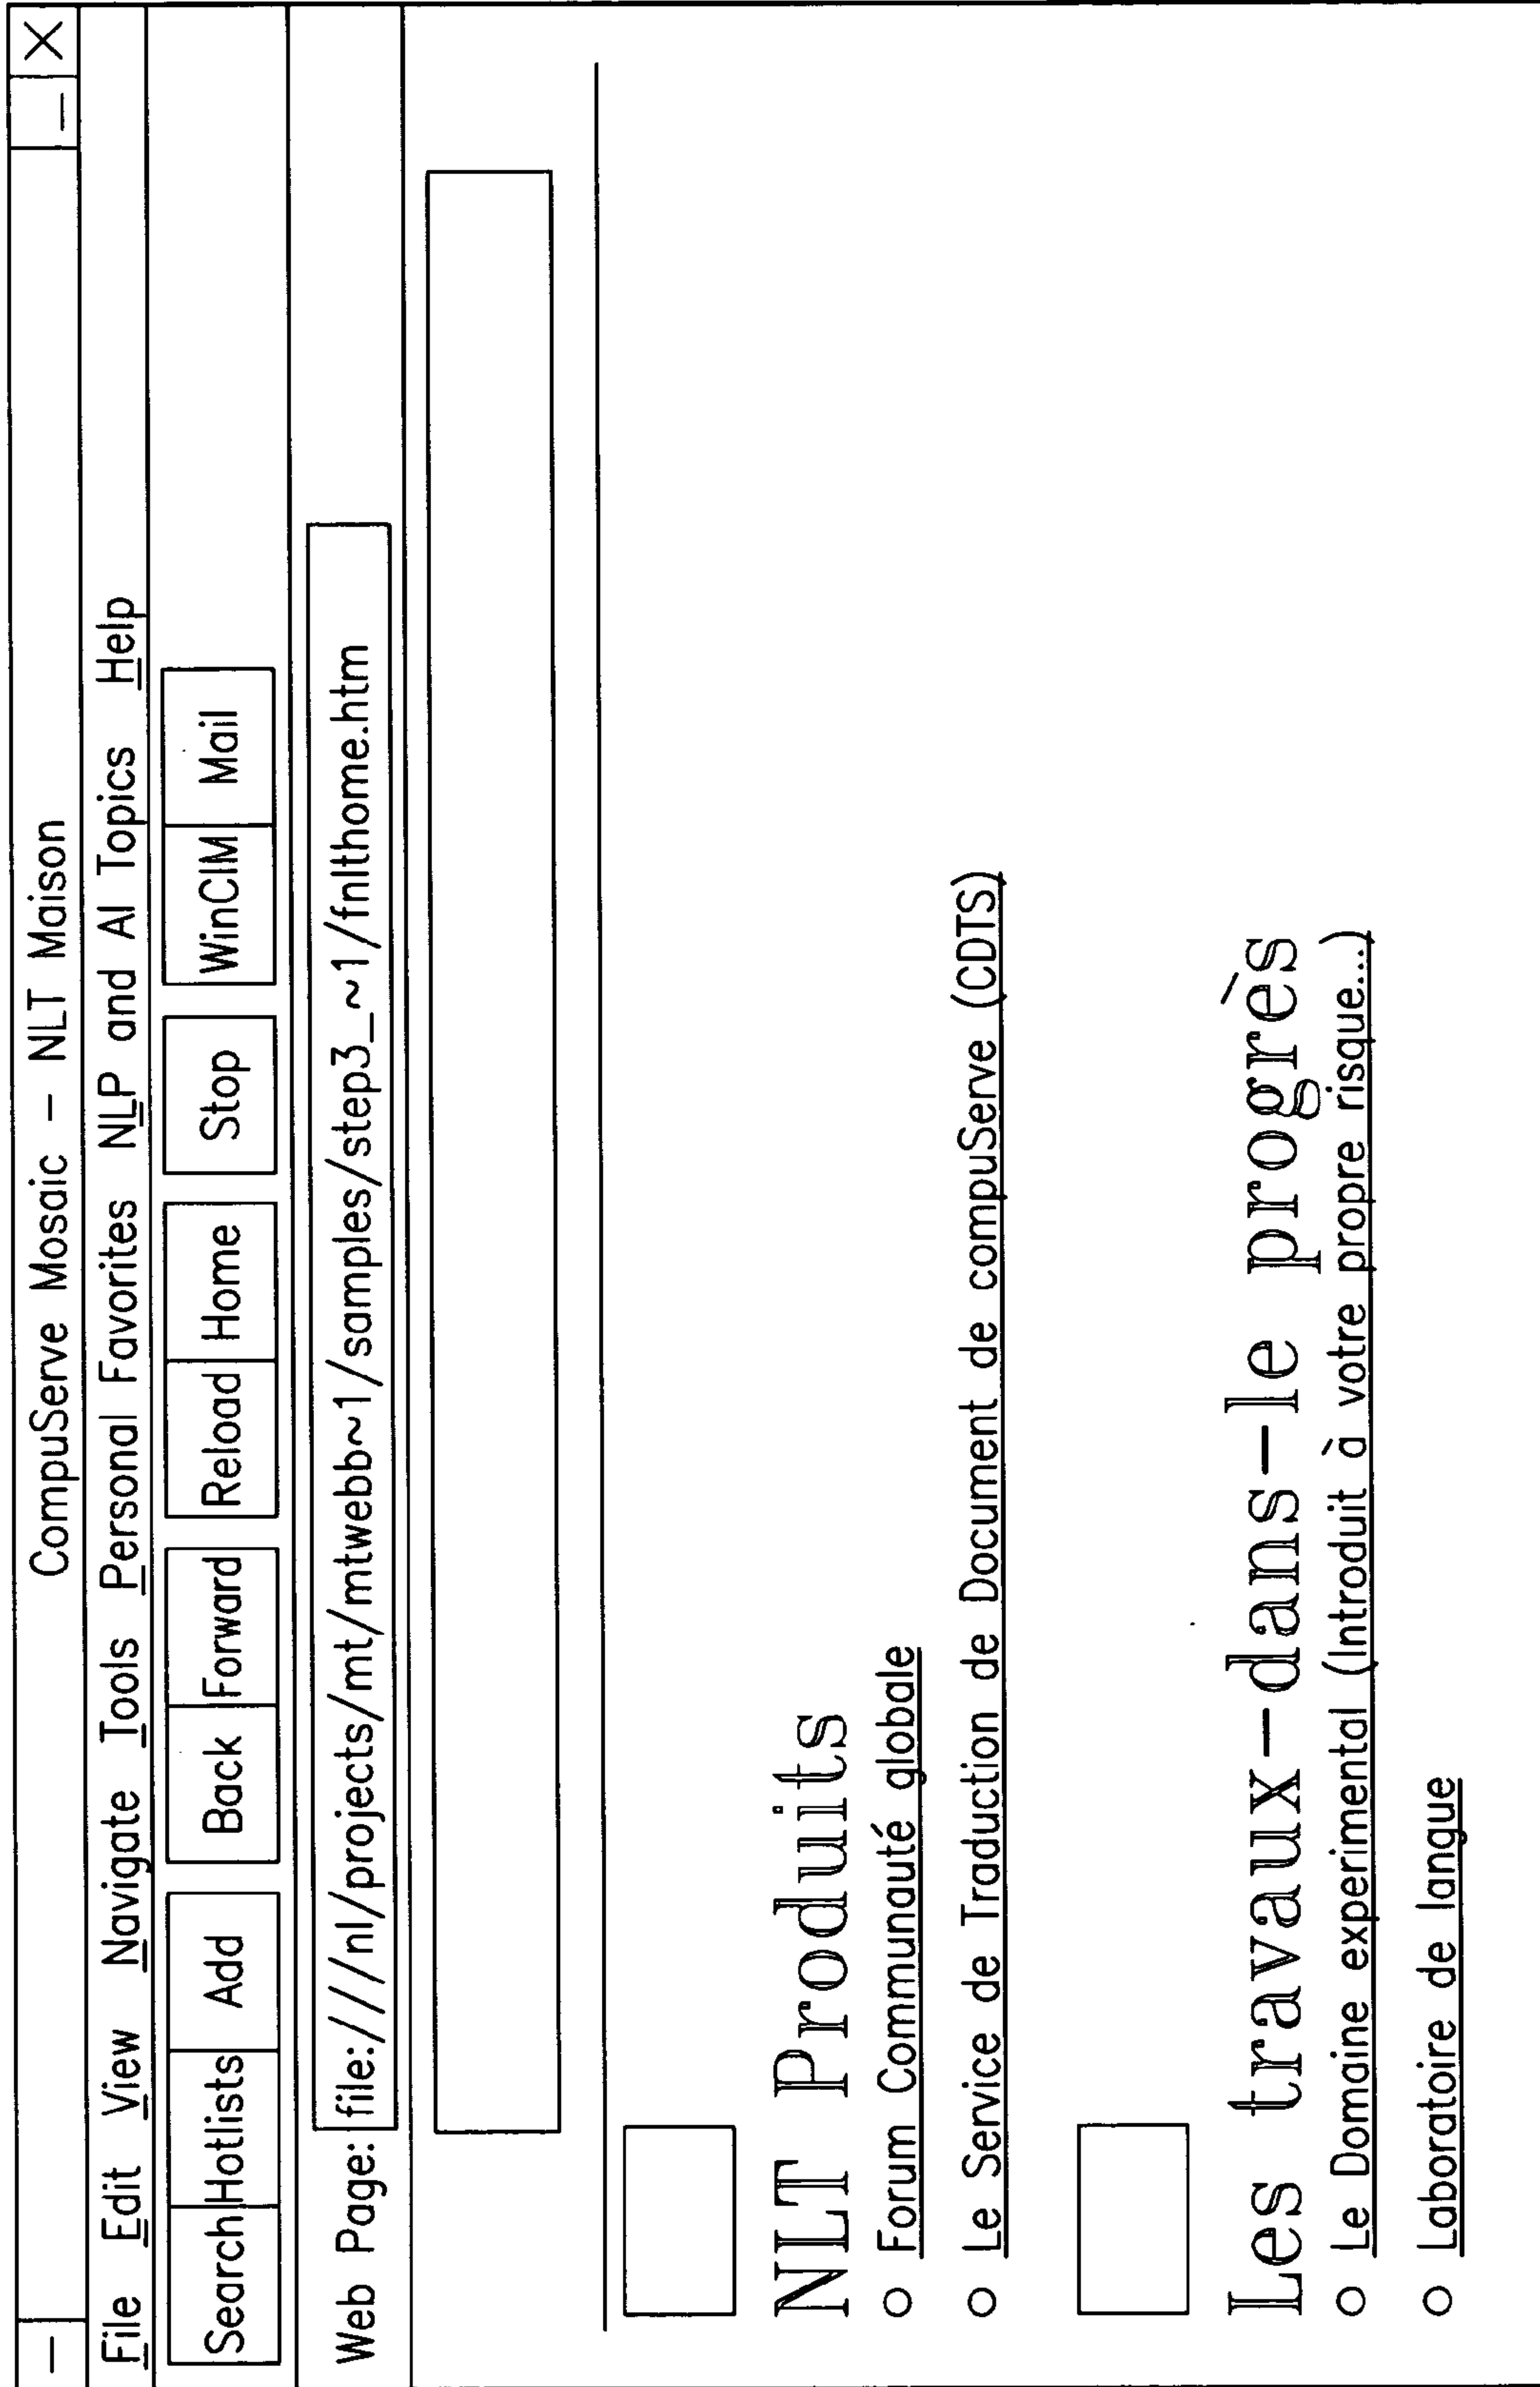 CompuServe Mosaic – NLT Maison
File Edit View Navigate Tools Personal Favorites NLP and AI Topics Help
Search Hotlists Add Back Forward Reload Home Stop WinCIM Mail
Web Page: file:////nl/projects/mt/mtwebb~1/samples/step3_~1/fnlthome.htm
NLT Produits
○ Forum Communauté globale
○ Le Service de Traduction de Document de compuServe (CDTS)
Les travaux-dans-le progrès
○ Le Domaine experimental (Introduit à votre propre risque...)
○ Laboratoire de langue